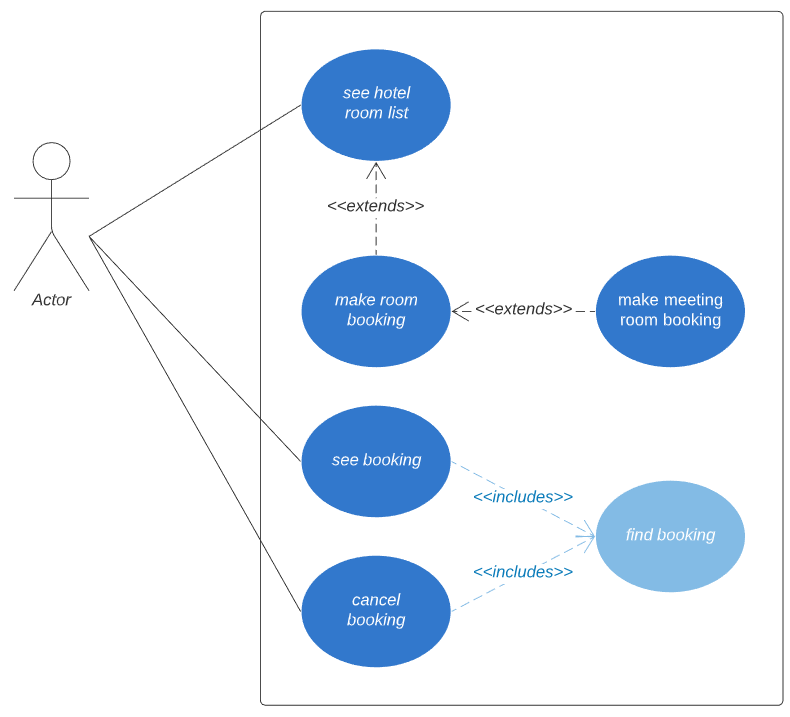 see hotel
room list
<<extends>>
Actor
make room
booking
<<extends>>
make meeting
room booking
see booking
<<includes>>
find booking
<<includes>>
cancel
booking